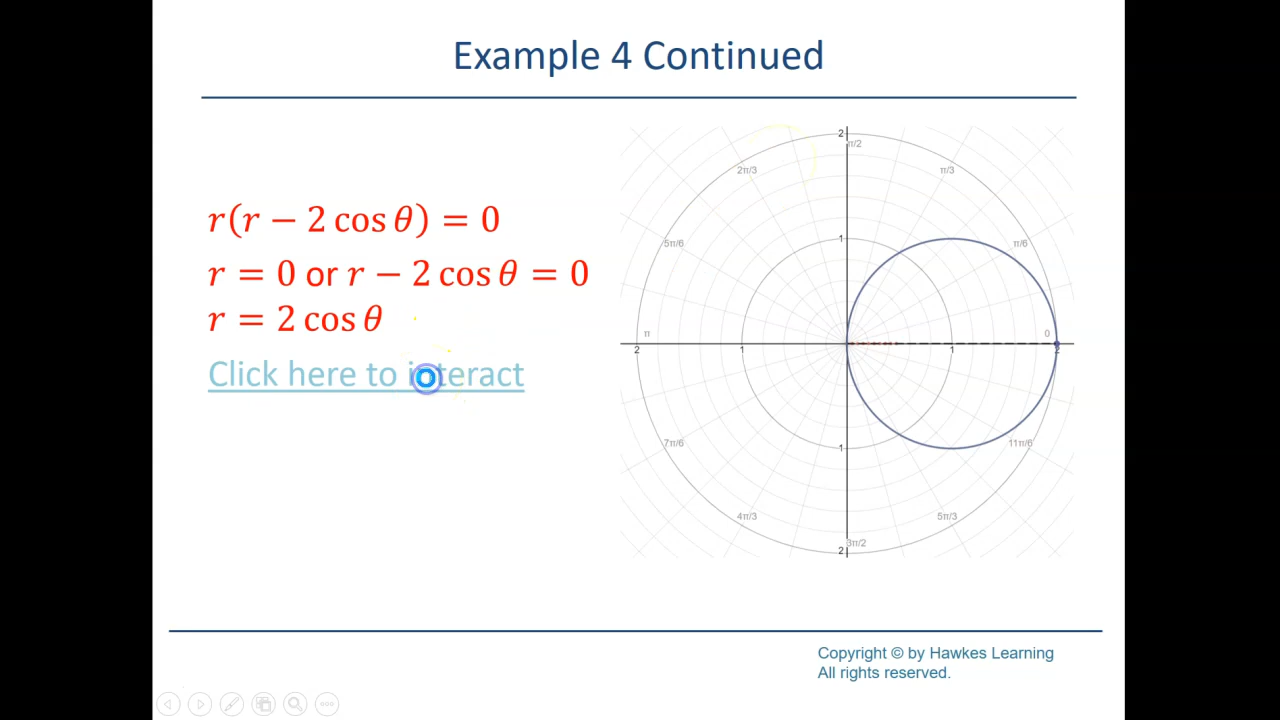 Example 4 Continued
r(r − 2 cos θ) = 0
r = 0 or r − 2 cos θ = 0
r = 2 cos θ
Click here to interact
2
π/2
2π/3
π/3
5π/6
1
π/6
π
0
2
1
1
2
7π/6
1
11π/6
4π/3
5π/3
3π/2
2
Copyright © by Hawkes Learning
All rights reserved.